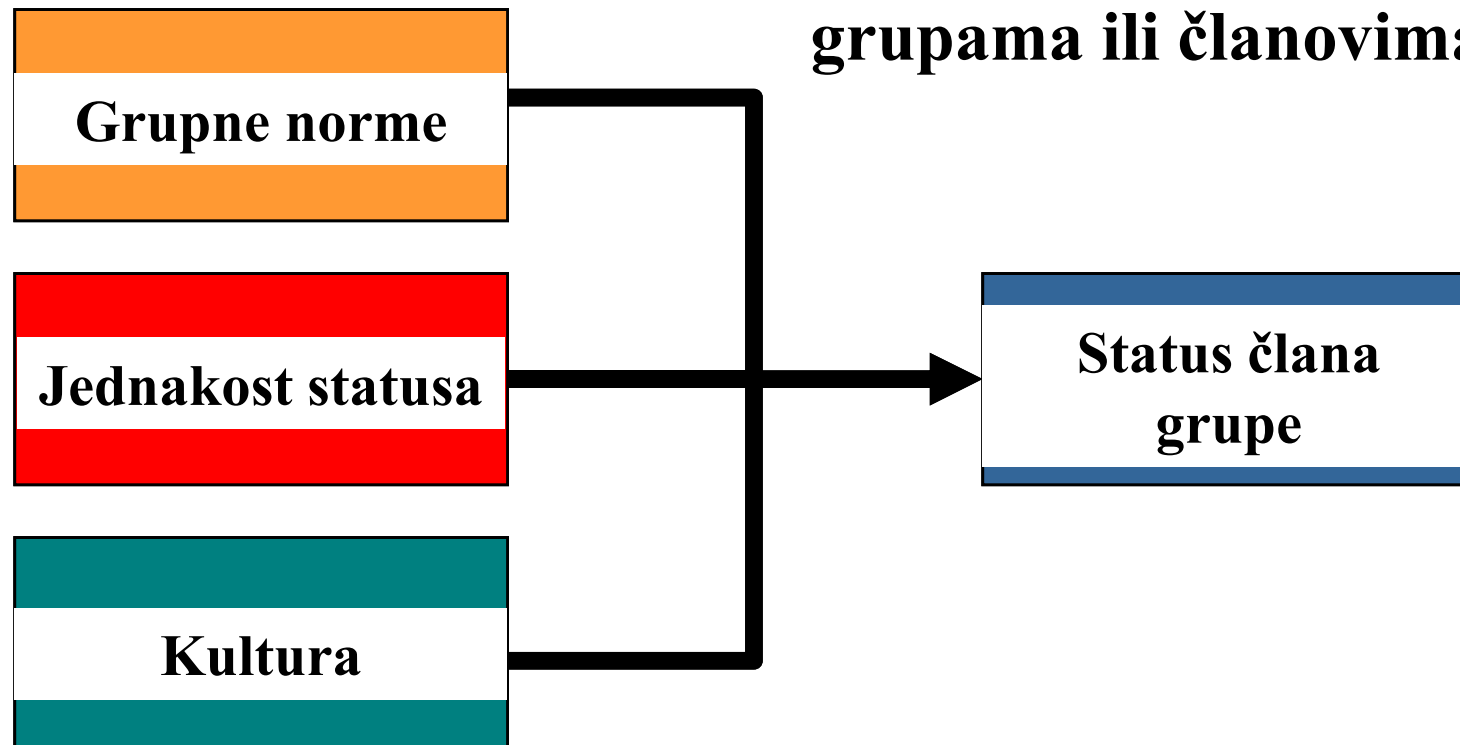 grupama ili članovima
Grupne norme
Jednakost statusa
Status člana
grupe
Kultura